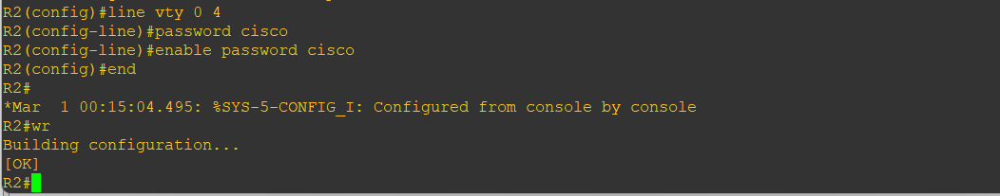 R2(config)#line vty 0 4
R2(config-line)#password cisco
R2(config-line)#enable password cisco
R2(config)#end
R2#
*Mar  1 00:15:04.495: %SYS-5-CONFIG_I: Configured from console by console
R2#wr
Building configuration...
[OK]
R2#